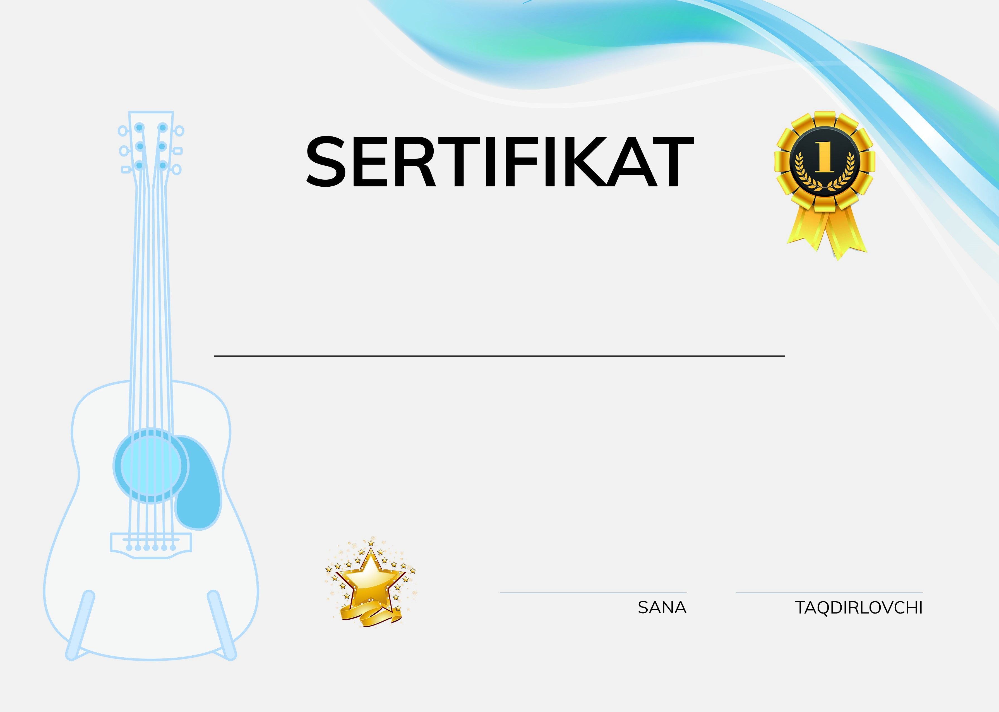 SERTIFIKAT
1
SANA
TAQDIRLOVCHI